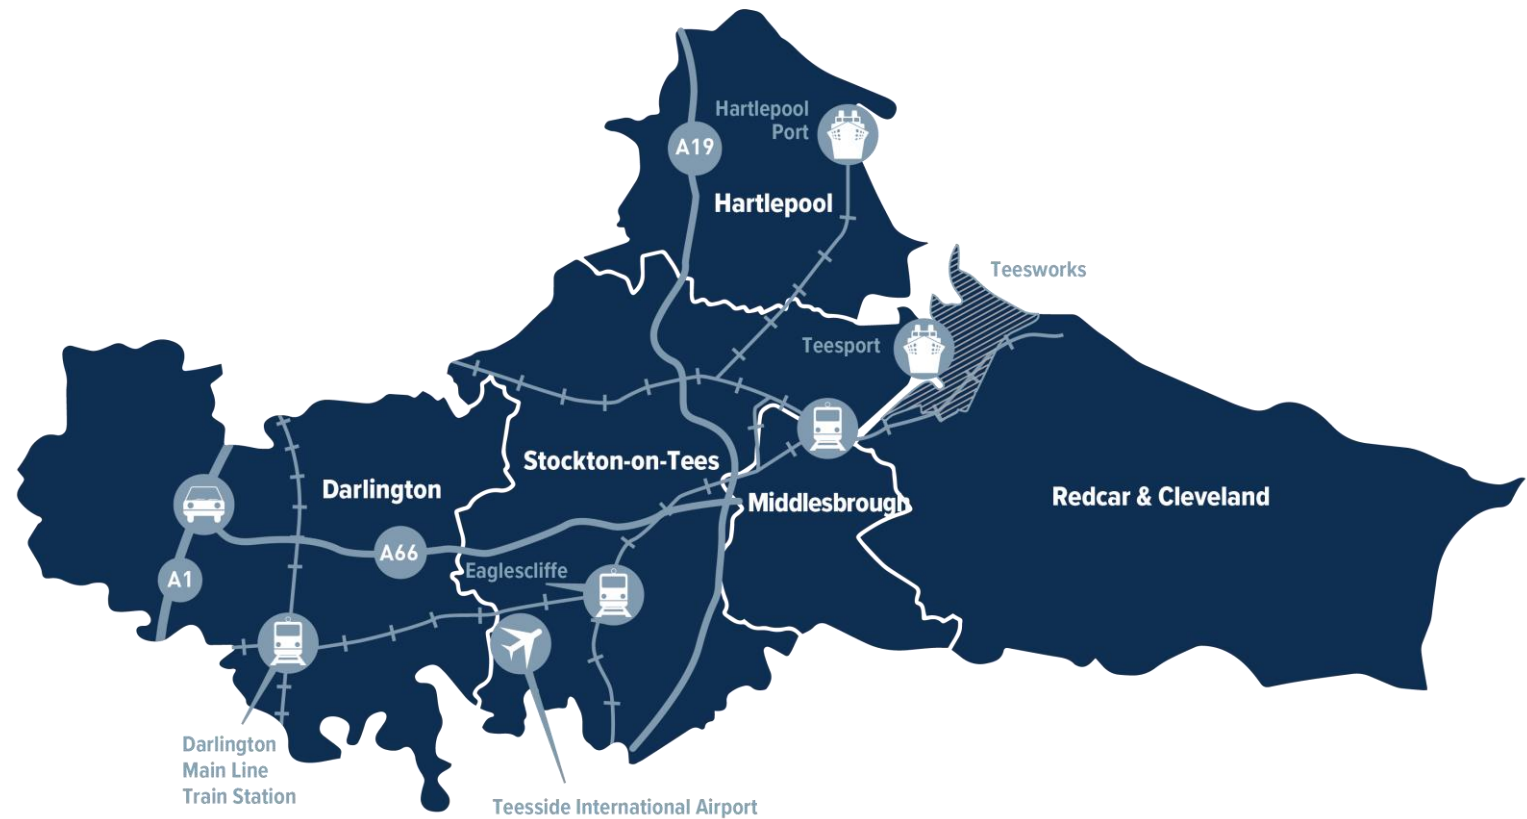 Hartlepool
Port
A19
Hartlepool
Teesworks
Teesport
Stockton-on-Tees
Darlington
Middlesbrough
Redcar & Cleveland
A66
Eaglescliffe
A1
Darlington
Main Line
Train Station
Teesside International Airport